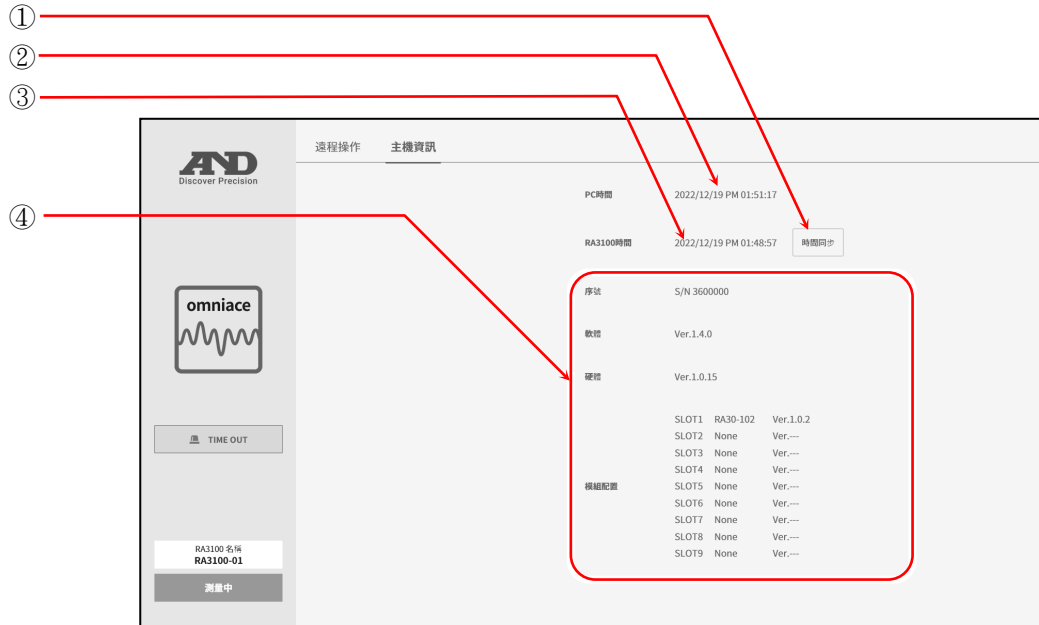 ①
②
③
④
AND
Discover Precision
omniace
TIME OUT
RA3100 名稱
RA3100-01
測量中
遠程操作 主機資訊
PC時間 2022/12/19 PM 01:51:17
RA3100時間 2022/12/19 PM 01:48:57 時間同步
序號 S/N 3600000
軟體 Ver.1.4.0
硬體 Ver.1.0.15
模組配置
SLOT1 RA30-102 Ver.1.0.2
SLOT2 None Ver.---
SLOT3 None Ver.---
SLOT4 None Ver.---
SLOT5 None Ver.---
SLOT6 None Ver.---
SLOT7 None Ver.---
SLOT8 None Ver.---
SLOT9 None Ver.---